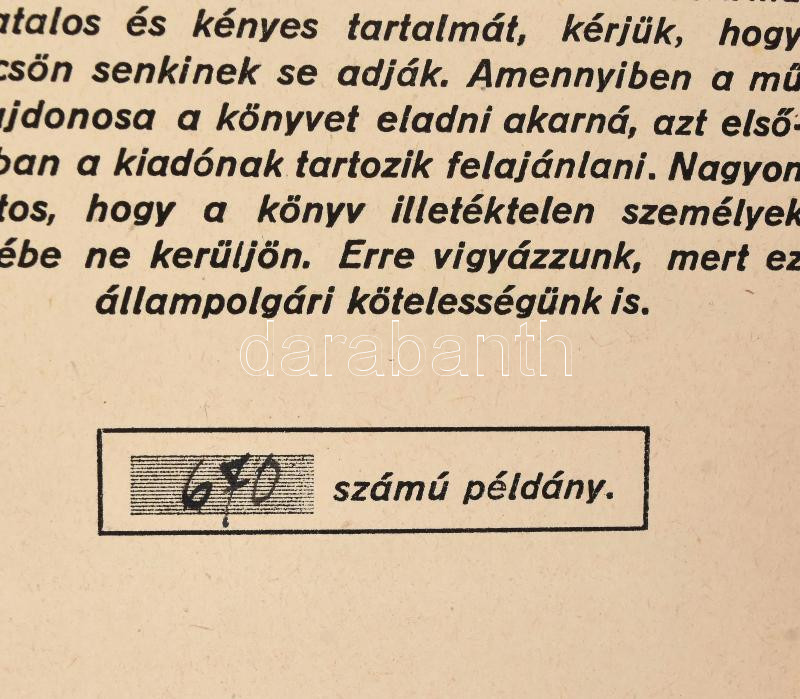 atalos és kényes tartalmát, kérjük, hogy
csön senkinek se adják. Amennyiben a mű
ajdonosa a könyvet eladni akarná, azt első-
ban a kiadónak tartozik felajánlani. Nagyon
tos, hogy a könyv illetéktelen személyek
ébe ne kerüljön. Erre vigyázzunk, mert ez
állampolgári kötelességünk is.
darabanth
670 számú példány.